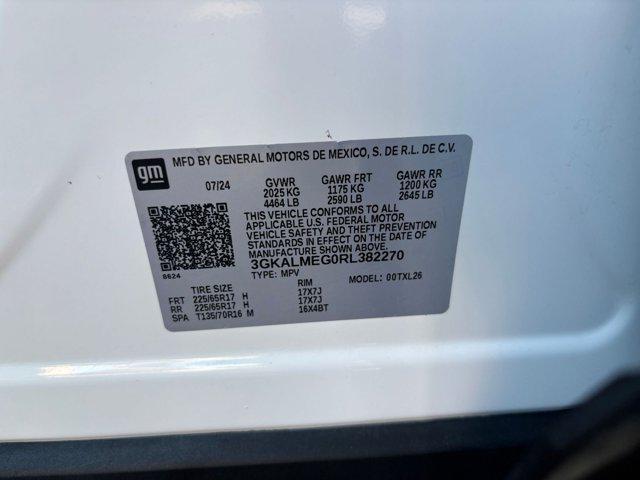 MFD BY GENERAL MOTORS DE MEXICO, S. DE R.L. DE C.V.
gm
07/24 GVWR GAWR FRT GAWR RR
2025 KG 1175 KG 1200 KG
4464 LB 2590 LB 2645 LB
THIS VEHICLE CONFORMS TO ALL
APPLICABLE U.S. FEDERAL MOTOR
VEHICLE SAFETY AND THEFT PREVENTION
STANDARDS IN EFFECT ON THE DATE OF
MANUFACTURE SHOWN ABOVE.
3GKALMEG0RL382270
8624
TYPE: MPV MODEL: 00TXL26
TIRE SIZE RIM
FRT 225/65R17 H 17X7J
RR 225/65R17 H 17X7J
SPA T135/70R16 M 16X4BT